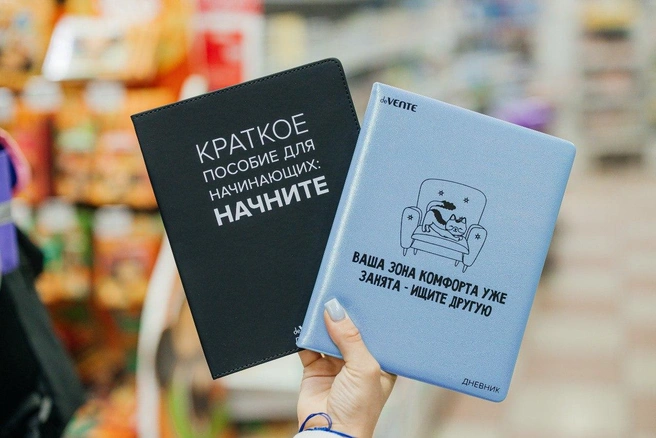 КРАТКОЕ
ПОСОБИЕ ДЛЯ
НАЧИНАЮЩИХ:
НАЧНИТЕ
deVENTE
ВАША ЗОНА КОМФОРТА УЖЕ
ЗАНЯТА - ИЩИТЕ ДРУГУЮ
ДНЕВНИК